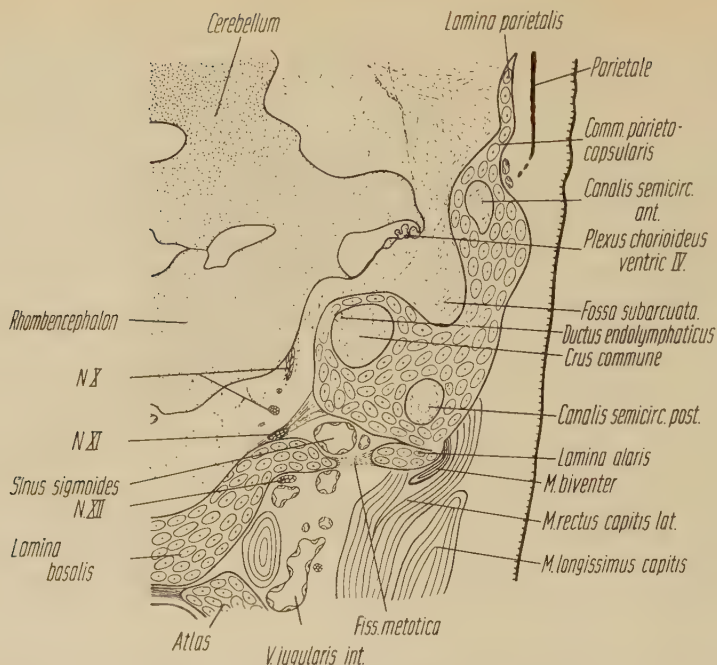 Cerebellum
Lamina parietalis
Parietale
Comm. parieto-
capsularis
Canalis semicirc.
ant.
Plexus chorioideus
ventric IV.
Rhombencephalon
Fossa subarcuata.
Ductus endolymphaticus
Crus commune
N X
Canalis semicirc. post.
N XI
Lamina alaris
Sinus sigmoides
M. biventer
N. XII
M. rectus capitis lat.
Lamina
basalis
M. longissimus capitis
Atlas
Fiss. metotica
V. jugularis int.